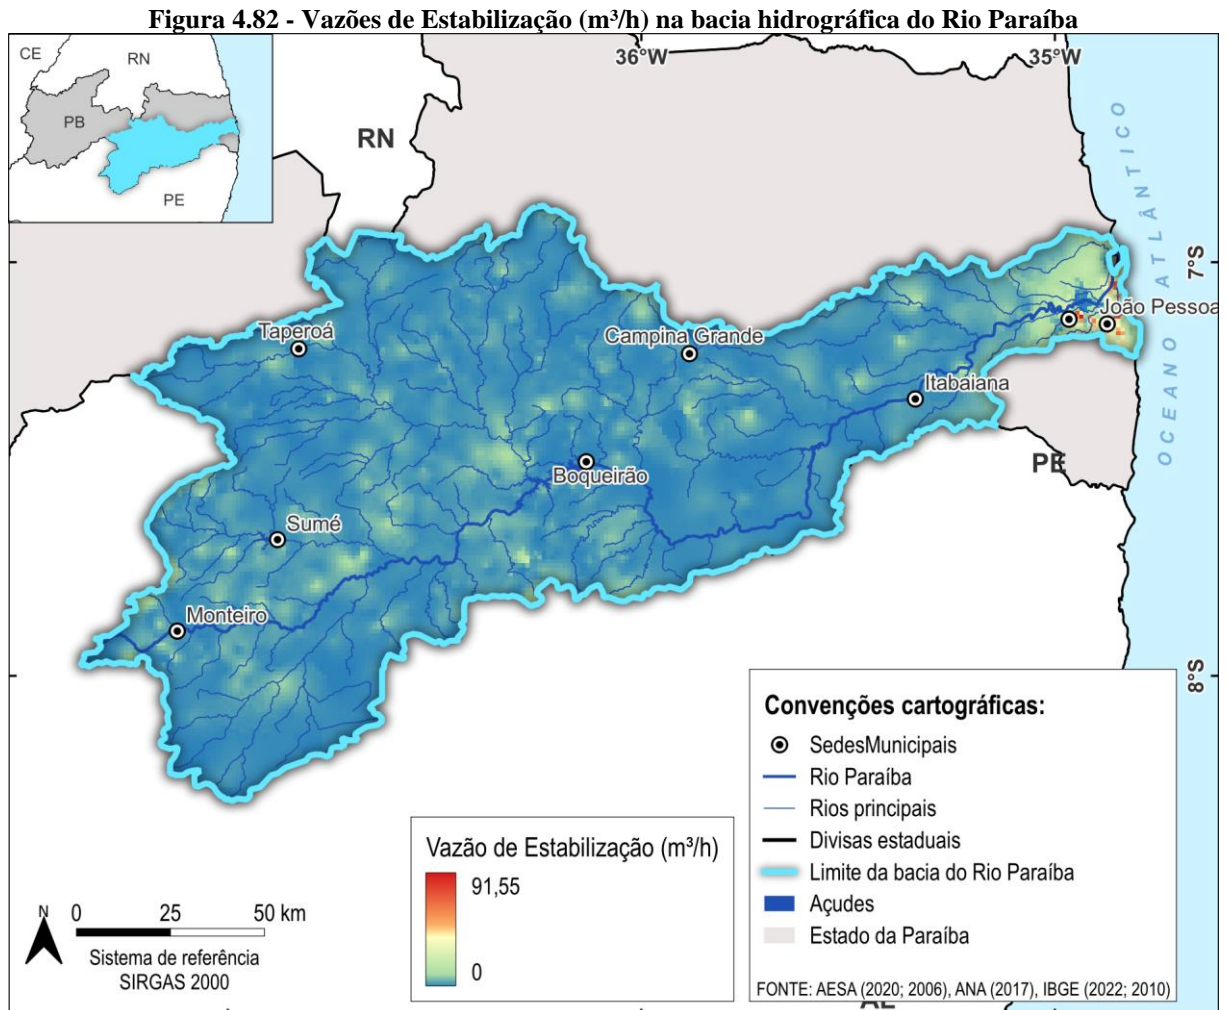 Figura 4.82 - Vazões de Estabilização (m³/h) na bacia hidrográfica do Rio Paraíba
CE
RN
PB
PE
36°W
35°W
RN
OCEANO ATLÂNTICO
7°S
Taperoá
Campina Grande
João Pessoa
Itabaiana
Boqueirão
PE
Sumé
Monteiro
8°S
Convenções cartográficas:
SedesMunicipais
Rio Paraíba
Rios principais
Divisas estaduais
Limite da bacia do Rio Paraíba
Açudes
Estado da Paraíba
FONTE: AESA (2020; 2006), ANA (2017), IBGE (2022; 2010)
Vazão de Estabilização (m³/h)
91,55
0
N
0 25 50 km
Sistema de referência
SIRGAS 2000
AL